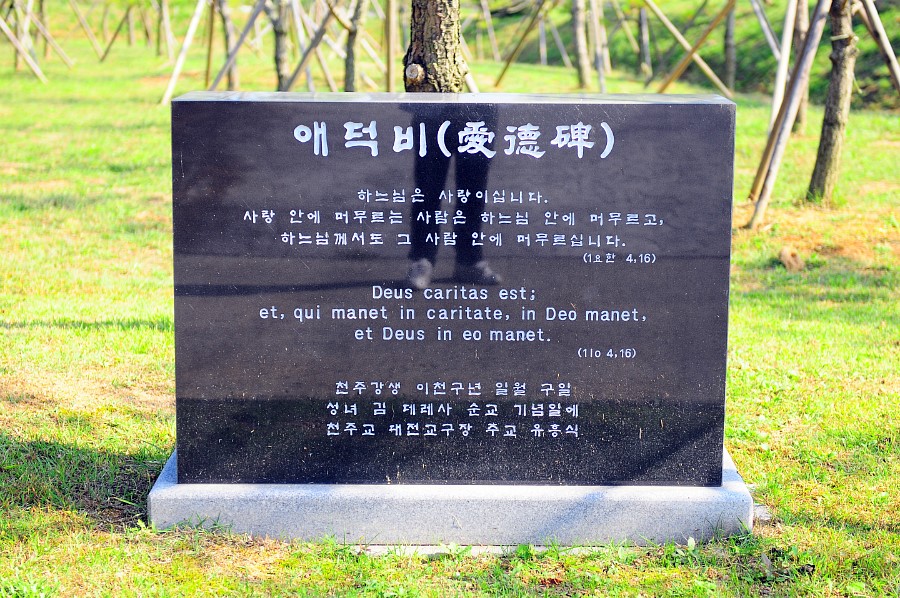 애덕비(愛德碑)
하느님은 사랑이십니다.
사랑 안에 머무르는 사람은 하느님 안에 머무르고,
하느님께서도 그 사람 안에 머무르십니다.
(1요한 4,16)
Deus caritas est;
et, qui manet in caritate, in Deo manet,
et Deus in eo manet.
(1Io 4,16)
천주강생 이천구년 일월 구일
성녀 김 데레사 순교 기념일에
천주교 대전교구장 주교 유흥식